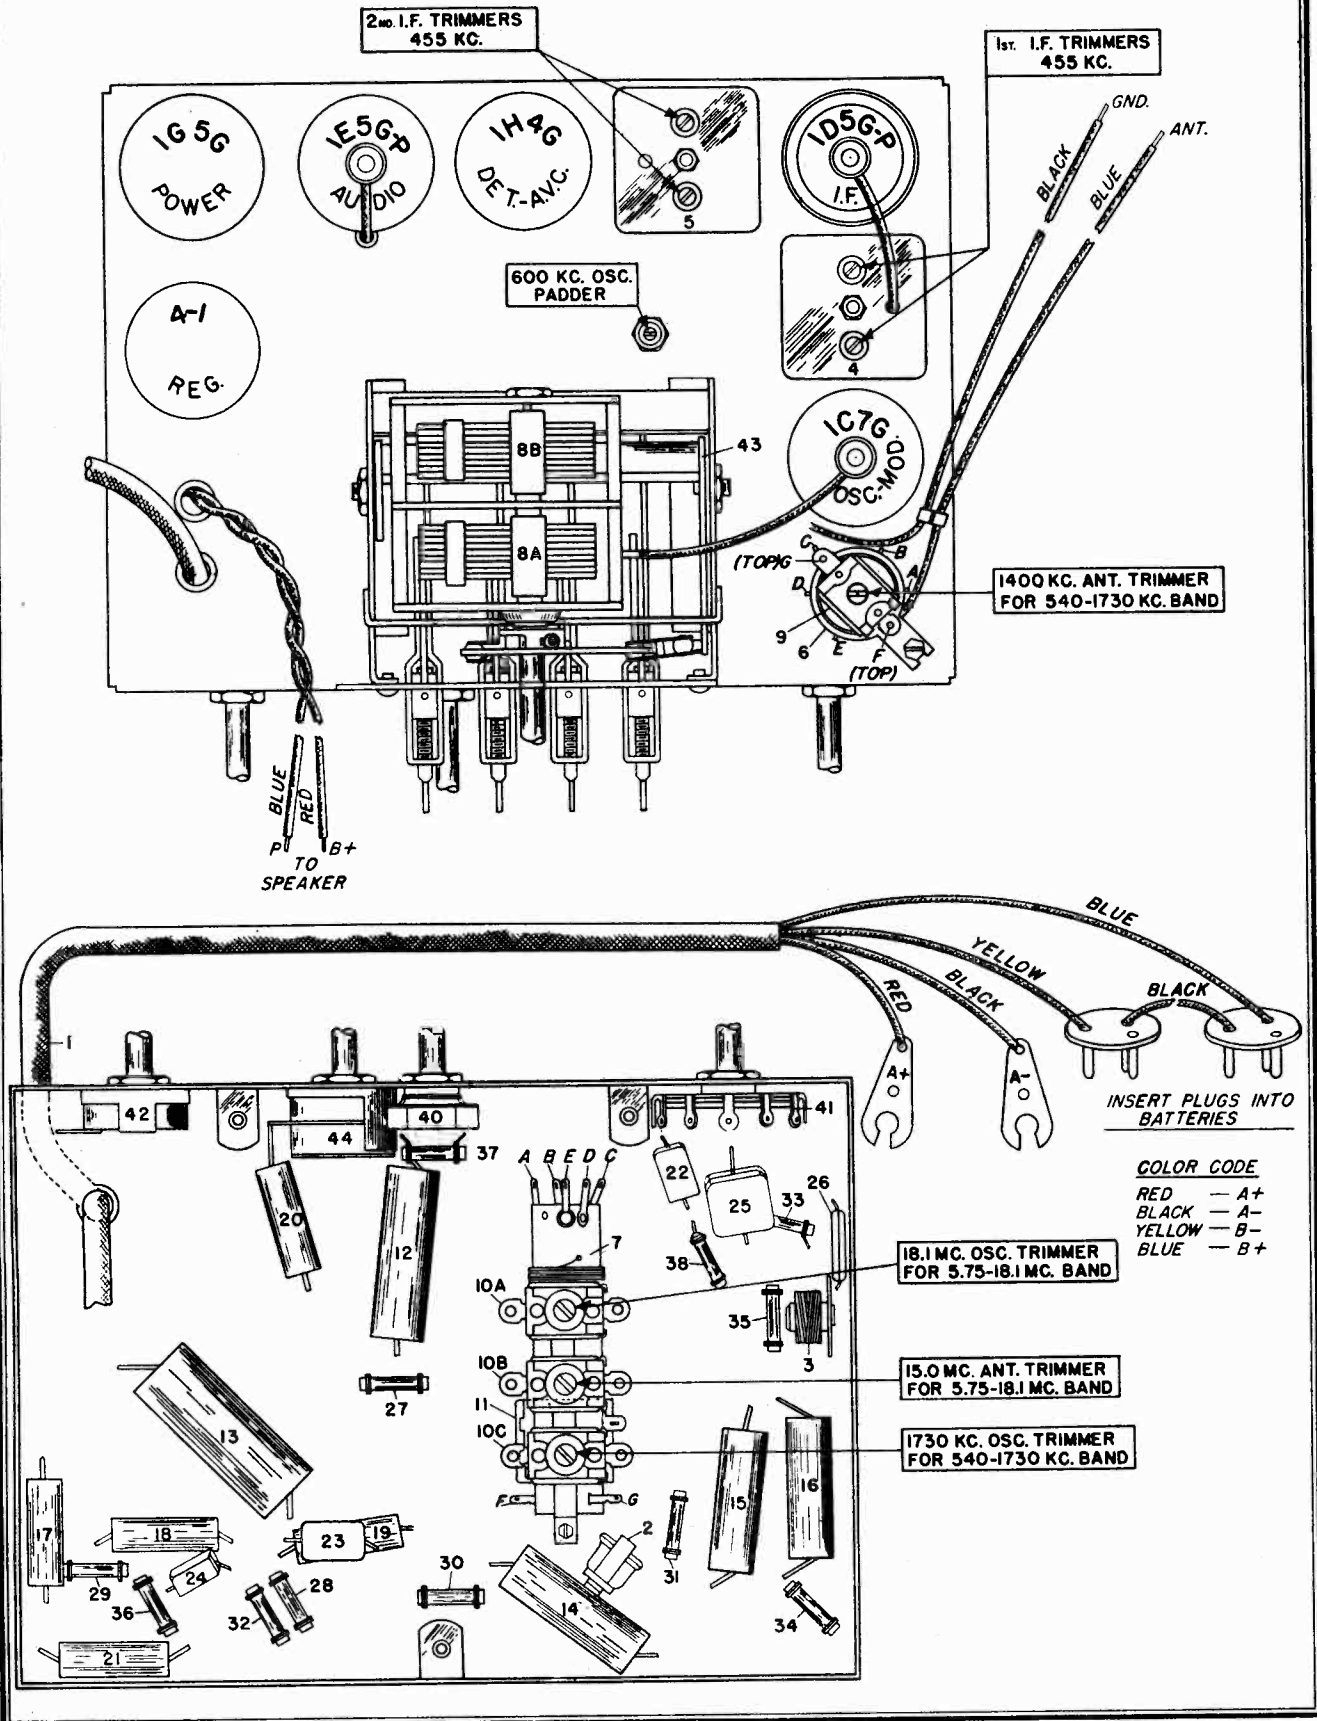 2ND. I.F. TRIMMERS
455 KC.
1ST. I.F. TRIMMERS
455 KC.
GND.
ANT.
BLACK
BLUE
1G5G
POWER
1E5G-P
AUDIO
1H4G
DET.-A.V.C.
5
1D5G-P
I.F.
600 KC. OSC.
PADDER
4
4-1
REG.
8B
43
1C7G
OSC.-MOD.
8A
C
B
(TOP)G
A
D
9
6
E
F
(TOP)
1400 KC. ANT. TRIMMER
FOR 540-1730 KC. BAND
BLUE
RED
P
B+
TO
SPEAKER
BLUE
YELLOW
BLACK
RED
BLACK
1
A+
A-
INSERT PLUGS INTO
BATTERIES
42
44
40
37
41
COLOR CODE
RED — A+
BLACK — A-
YELLOW — B-
BLUE — B+
A B E D C
22
25
33
26
20
12
7
38
18.1 MC. OSC. TRIMMER
FOR 5.75-18.1 MC. BAND
10A
35
3
10B
15.0 MC. ANT. TRIMMER
FOR 5.75-18.1 MC. BAND
27
11
10C
1730 KC. OSC. TRIMMER
FOR 540-1730 KC. BAND
13
16
15
F
G
17
18
23
19
2
24
29
36
32
28
30
31
14
34
21